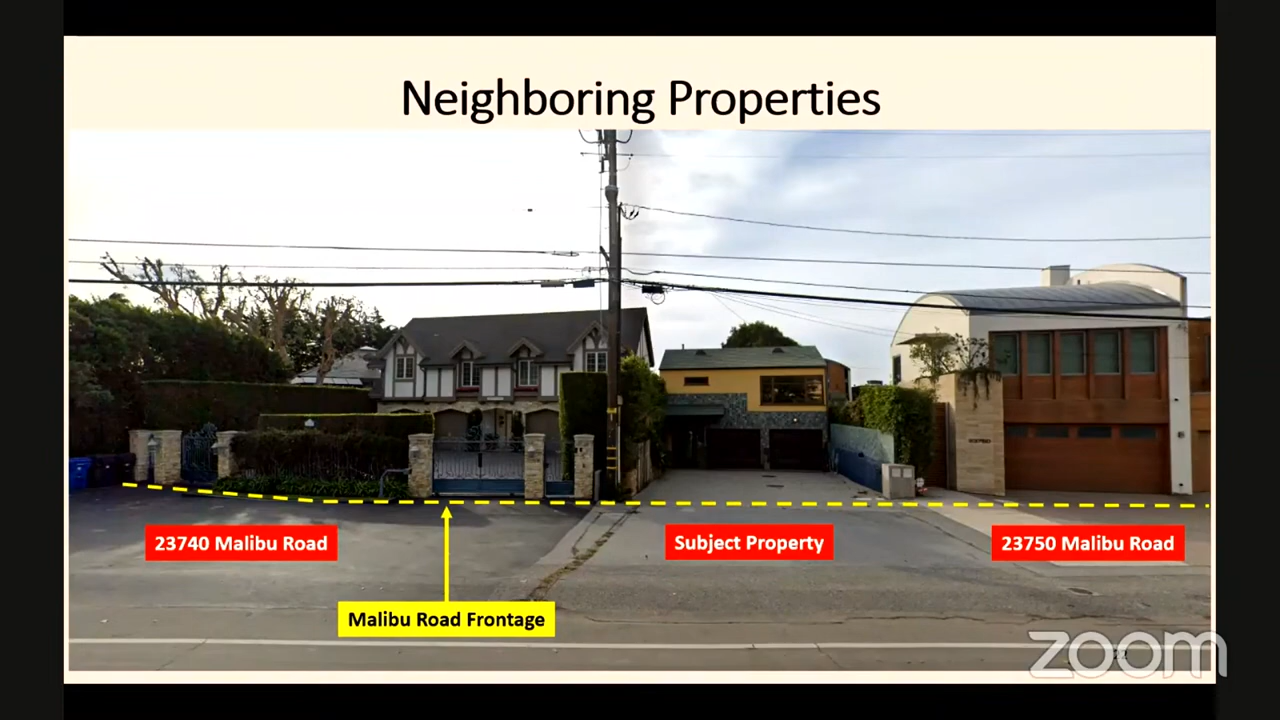 Neighboring Properties
23740 Malibu Road
Subject Property
23750 Malibu Road
Malibu Road Frontage
zoom